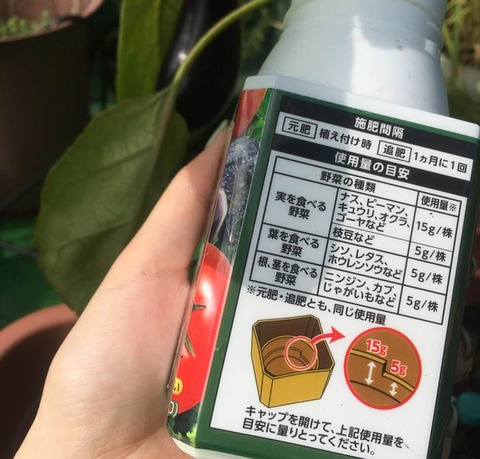 施肥間隔
元肥 植え付け時 追肥 1ヵ月に1回
使用量の目安
野菜の種類 使用量※
実を食べる野菜 ナス、ピーマン、キュウリ、オクラ、ゴーヤなど 15g/株
枝豆など 5g/株
葉を食べる野菜 シソ、レタス、ホウレンソウなど 5g/株
根、茎を食べる野菜 ニンジン、カブ、じゃがいもなど 5g/株
※元肥・追肥とも、同じ使用量
15g
5g
キャップを開けて、上記使用量を
目安に量りとってください。